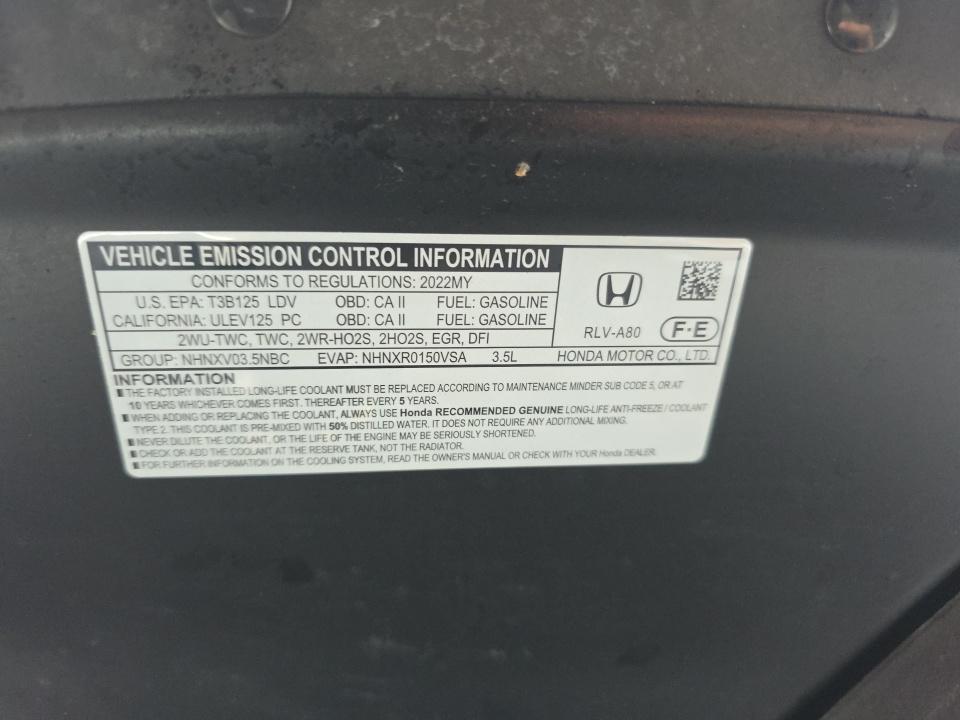 VEHICLE EMISSION CONTROL INFORMATION
CONFORMS TO REGULATIONS: 2022MY
U.S. EPA: T3B125 LDV OBD: CA II FUEL: GASOLINE
CALIFORNIA: ULEV125 PC OBD: CA II FUEL: GASOLINE
2WU-TWC, TWC, 2WR-HO2S, 2HO2S, EGR, DFI
GROUP: NHNXV03.5NBC EVAP: NHNXR0150VSA 3.5L
RLV-A80 F·E
HONDA MOTOR CO., LTD.
INFORMATION
■ THE FACTORY INSTALLED LONG-LIFE COOLANT MUST BE REPLACED ACCORDING TO MAINTENANCE MINDER SUB CODE 5, OR AT
10 YEARS WHICHEVER COMES FIRST. THEREAFTER EVERY 5 YEARS.
■ WHEN ADDING OR REPLACING THE COOLANT, ALWAYS USE Honda RECOMMENDED GENUINE LONG-LIFE ANTI-FREEZE / COOLANT
TYPE 2. THIS COOLANT IS PRE-MIXED WITH 50% DISTILLED WATER. IT DOES NOT REQUIRE ANY ADDITIONAL MIXING.
■ NEVER DILUTE THE COOLANT, OR THE LIFE OF THE ENGINE MAY BE SERIOUSLY SHORTENED.
■ CHECK OR ADD THE COOLANT AT THE RESERVE TANK, NOT THE RADIATOR.
■ FOR FURTHER INFORMATION ON THE COOLING SYSTEM, READ THE OWNER'S MANUAL OR CHECK WITH YOUR Honda DEALER.